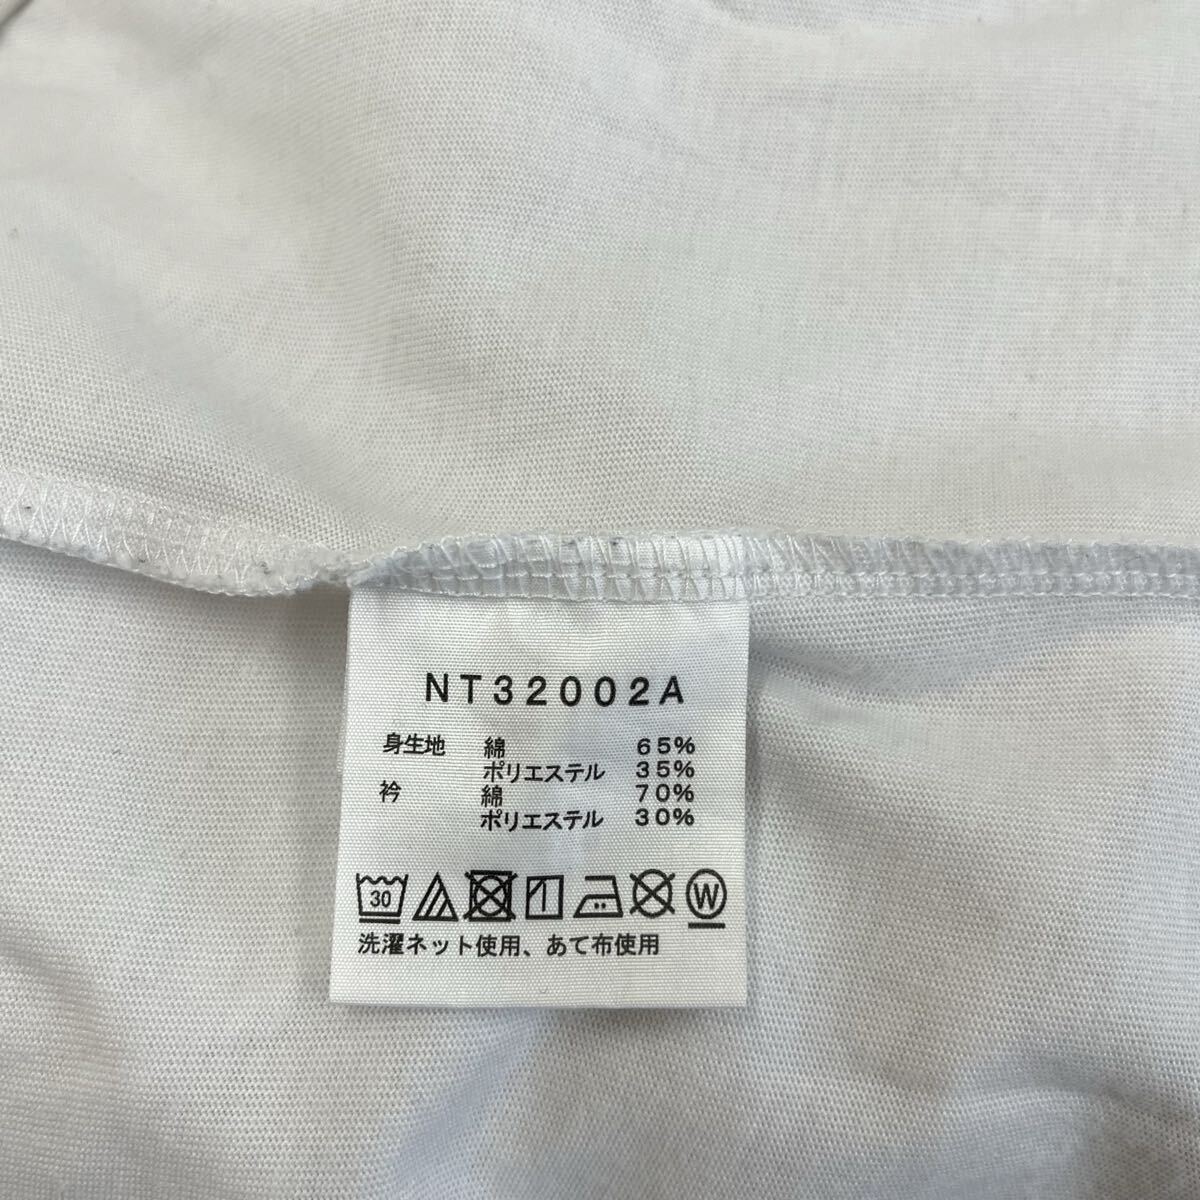 NT32002A
身生地 綿 65%
ポリエステル 35%
衿 綿 70%
ポリエステル 30%
30 W
洗濯ネット使用、あて布使用